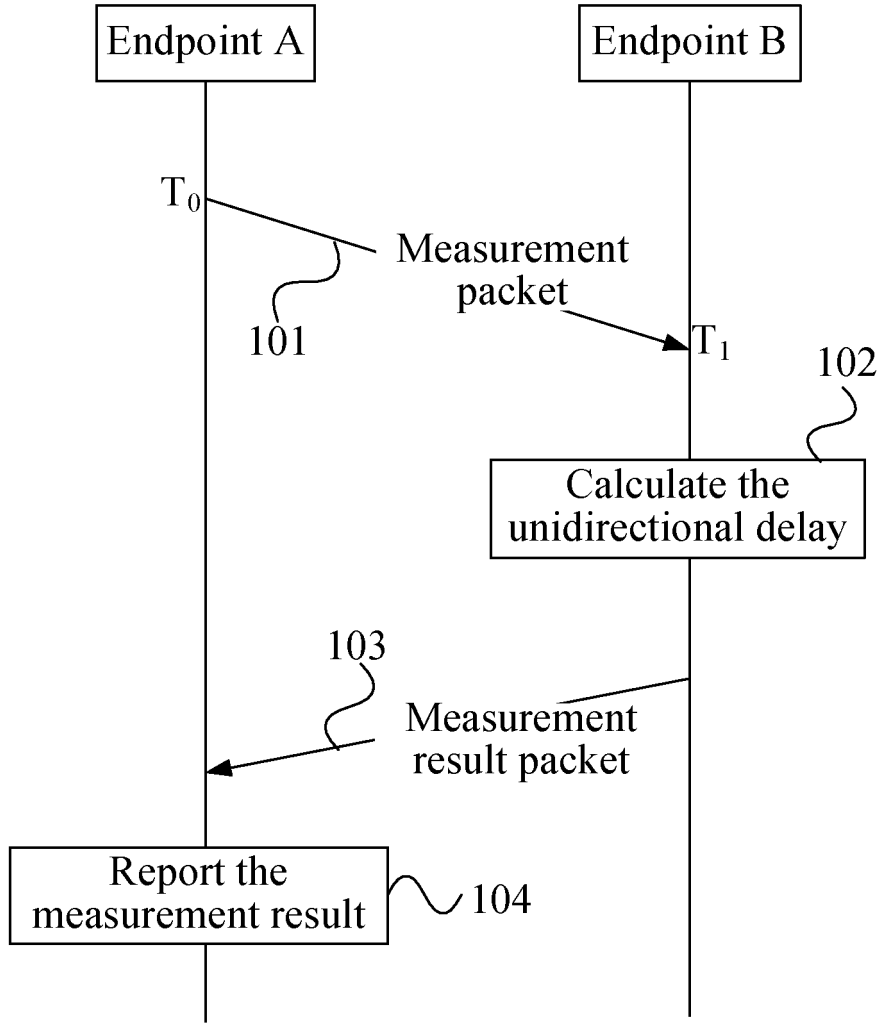 Endpoint A
Endpoint B
T₀
Measurement
packet
101
T₁
102
Calculate the
unidirectional delay
103
Measurement
result packet
Report the
measurement result
104